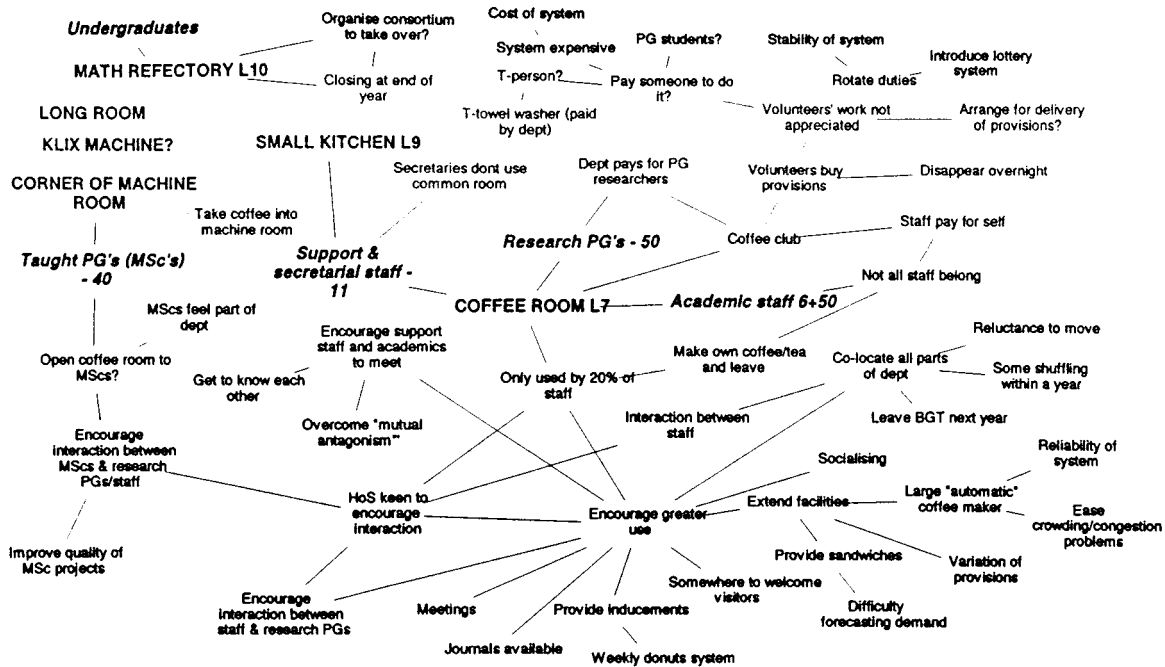 Undergraduates
MATH REFECTORY L10
Organise consortium
to take over?
Closing at end of
year
Cost of system
System expensive
T-person?
T-towel washer (paid
by dept)
PG students?
Pay someone to do
it?
Stability of system
Rotate duties
Introduce lottery
system
Volunteers' work not
appreciated
Arrange for delivery
of provisions?
LONG ROOM
KLIX MACHINE?
CORNER OF MACHINE
ROOM
SMALL KITCHEN L9
Secretaries dont use
common room
Dept pays for PG
researchers
Volunteers buy
provisions
Disappear overnight
Take coffee into
machine room
Taught PG's (MSc's)
- 40
Support &
secretarial staff -
11
Research PG's - 50
Coffee club
Staff pay for self
Not all staff belong
COFFEE ROOM L7
Academic staff 6+50
MScs feel part of
dept
Open coffee room to
MScs?
Encourage support
staff and academics
to meet
Get to know each
other
Overcome "mutual
antagonism""
Only used by 20% of
staff
Make own coffee/tea
and leave
Co-locate all parts
of dept
Reluctance to move
Some shuffling
within a year
Leave BGT next year
Interaction between
staff
Encourage
interaction between
MScs & research
PGs/staff
Improve quality of
MSc projects
HoS keen to
encourage
interaction
Encourage greater
use
Socialising
Extend facilities
Large "automatic"
coffee maker
Reliability of
system
Ease
crowding/congestion
problems
Provide sandwiches
Variation of
provisions
Difficulty
forecasting demand
Somewhere to welcome
visitors
Encourage
interaction between
staff & research PGs
Meetings
Journals available
Provide inducements
Weekly donuts system